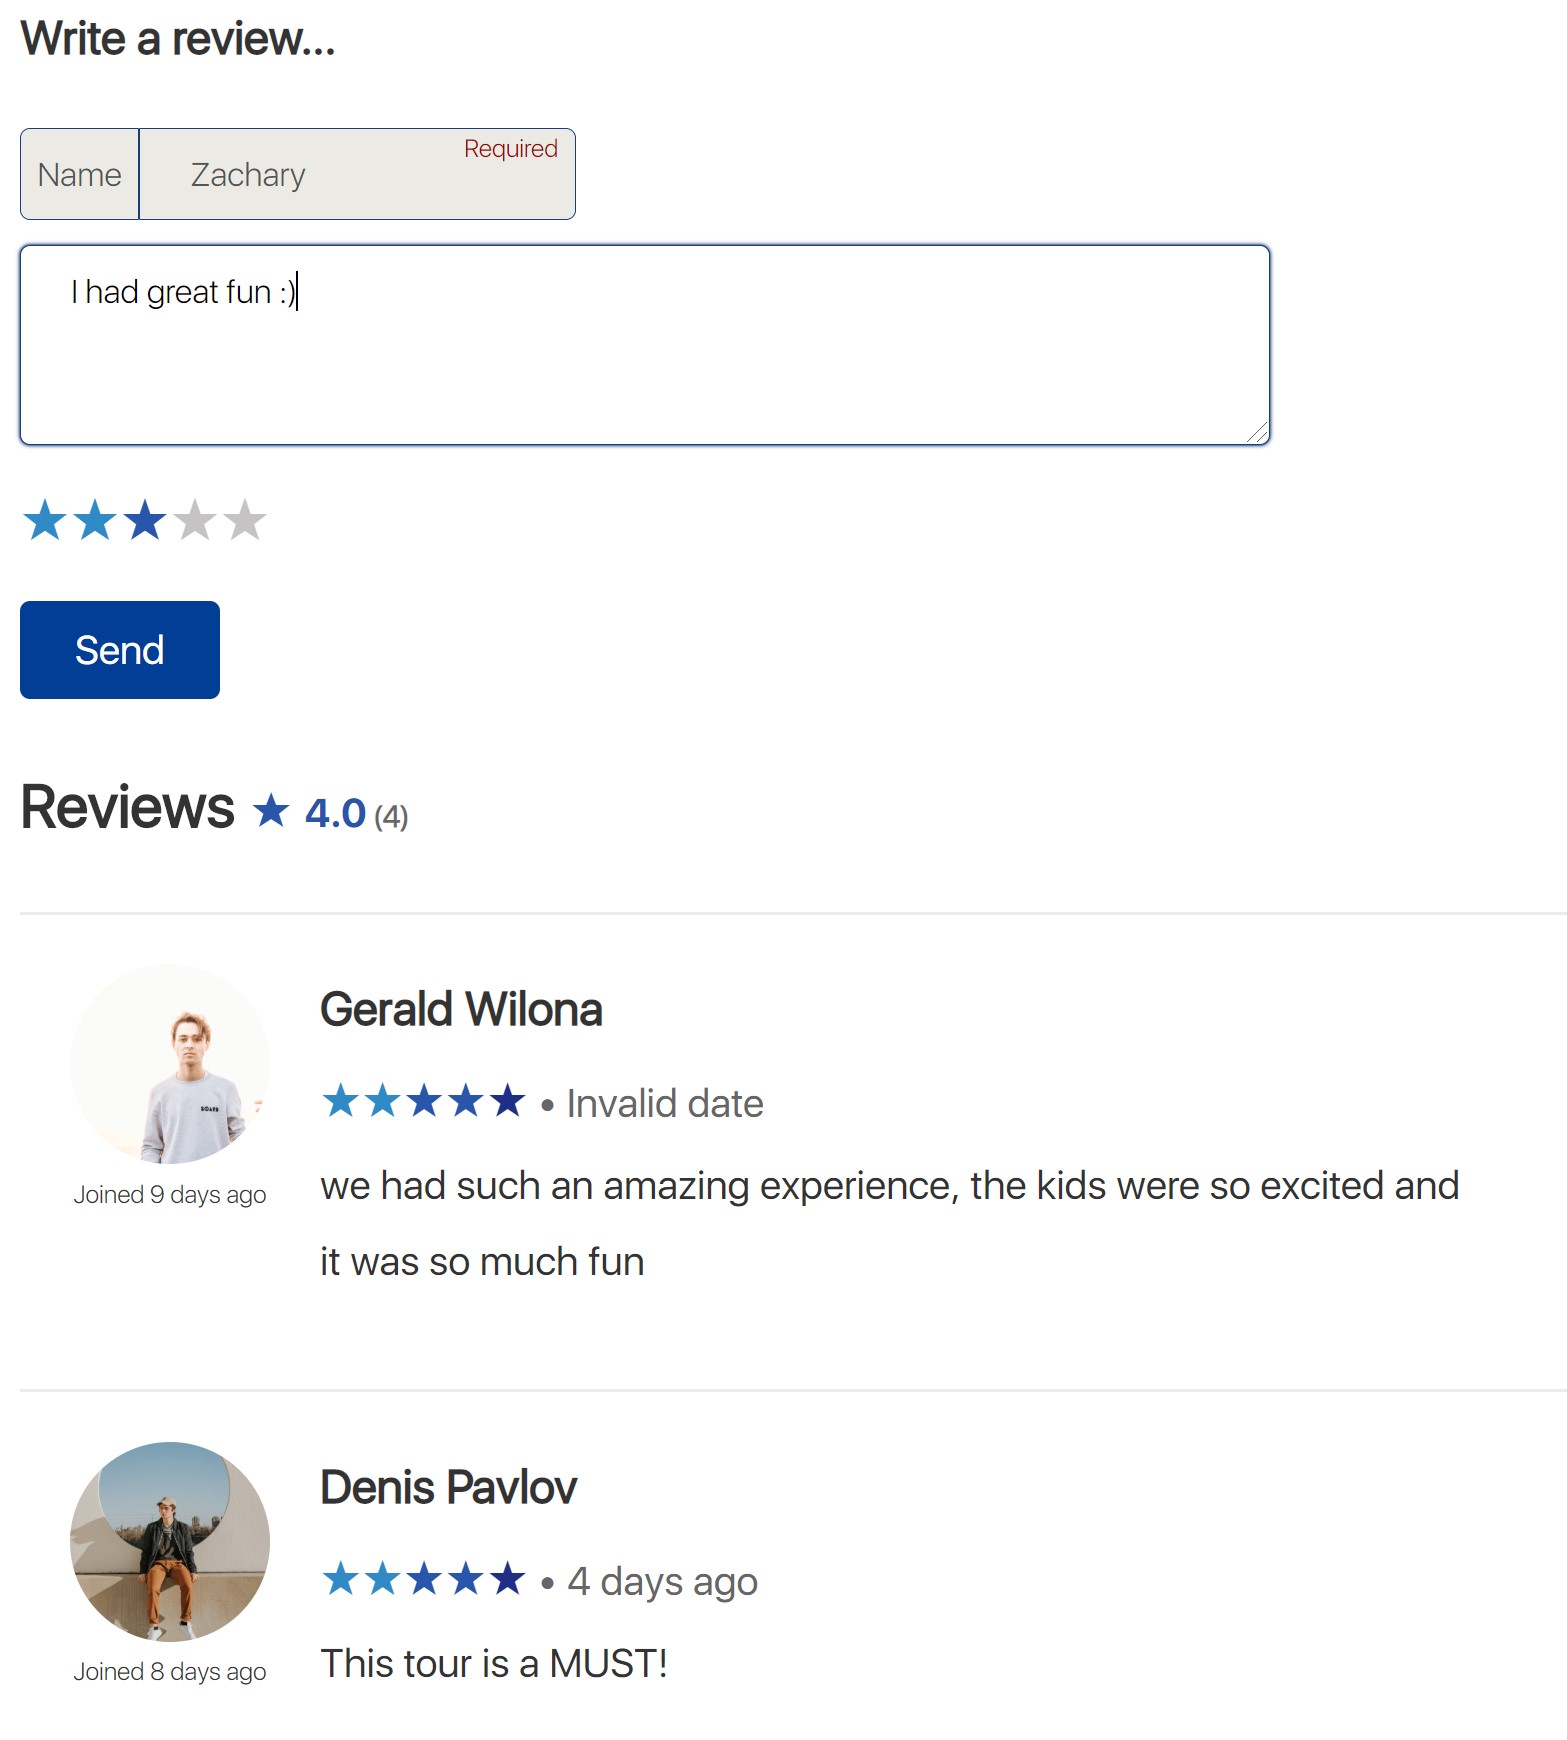 Write a review...
Name Zachary Required
I had great fun :)
Send
Reviews ★ 4.0 (4)
Gerald Wilona
★★★★★ • Invalid date
Joined 9 days ago
we had such an amazing experience, the kids were so excited and
it was so much fun
Denis Pavlov
★★★★★ • 4 days ago
Joined 8 days ago
This tour is a MUST!